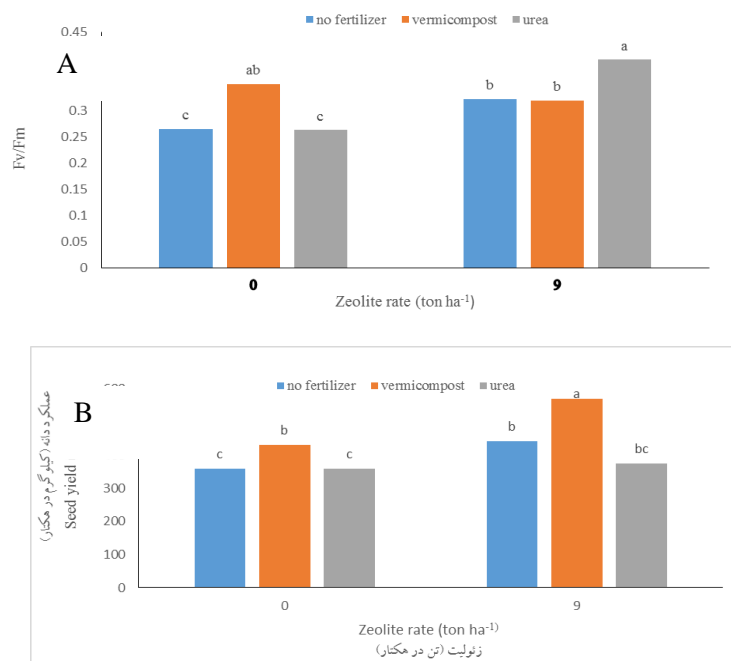 no fertilizer vermicompost urea
0.45
A
a
ab
b b
0.3
c c
0.25
0.2
0.15
0.1
0.05
0
Fv/Fm
0 9
Zeolite rate (ton ha-1)
no fertilizer vermicompost urea
B
a
b
b
bc
c c
300
200
100
0
عملکرد دانه (کیلو گرم در هکتار)
Seed yield
0 9
Zeolite rate (ton ha-1)
زئولیت (تن در هکتار)